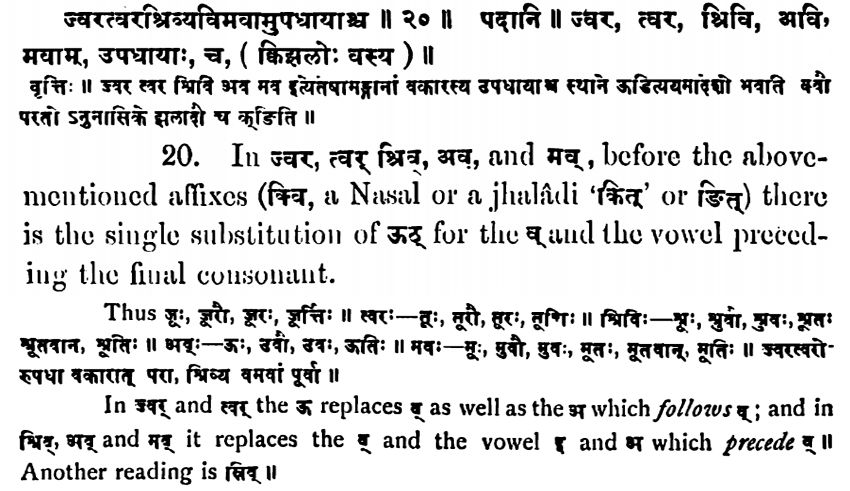 ज्वरत्वरश्रिव्यविमवामुपधायाश्च ॥ २० ॥ पदानि ॥ ज्वर, त्वर, श्रिवि, अवि,
मवाम्, उपधायाः, च, ( क्विझलोः वस्य ) ॥
वृत्तिः ॥ ज्वर त्वर श्रिवि अव मव इत्येतेषामङ्गानां वकारस्य उपधायाश्च स्थाने ऊडित्ययमादेशो भवति क्वौ
परतो ऽनुनासिके झलादौ च क्ङिति ॥
20. In ज्वर, त्वर् श्रिव्, अव्, and मव्, before the above-
mentioned affixes (क्वि, a Nasal or a jhalâdi ‘कित्’ or ङित्) there
is the single substitution of ऊठ् for the व् and the vowel preced-
ing the final consonant.
Thus जूः, जूरौ, जूरः, जूर्त्तिः ॥ त्वरः—तूः, तूरौ, तूरः, तूर्णिः ॥ श्रिविः—श्रूः, श्रुवौ, श्रुवः, श्रूतः
श्रूतवान, श्रूतिः ॥ अव्ः—ऊः, उवौ, उवः, ऊतिः ॥ मवः—मूः, मुवौ, मुवः, मूतः, मूतवान्, मूतिः ॥ ज्वरत्वरो-
रुपधा वकारात् परा, श्रिव्य वमवां पूर्वा ॥
In ज्वर् and त्वर् the ऊ replaces व् as well as the अ which follows व्; and in
श्रिव्, अव् and मव् it replaces the व् and the vowel इ and अ which precede व् ॥
Another reading is स्रिव् ॥